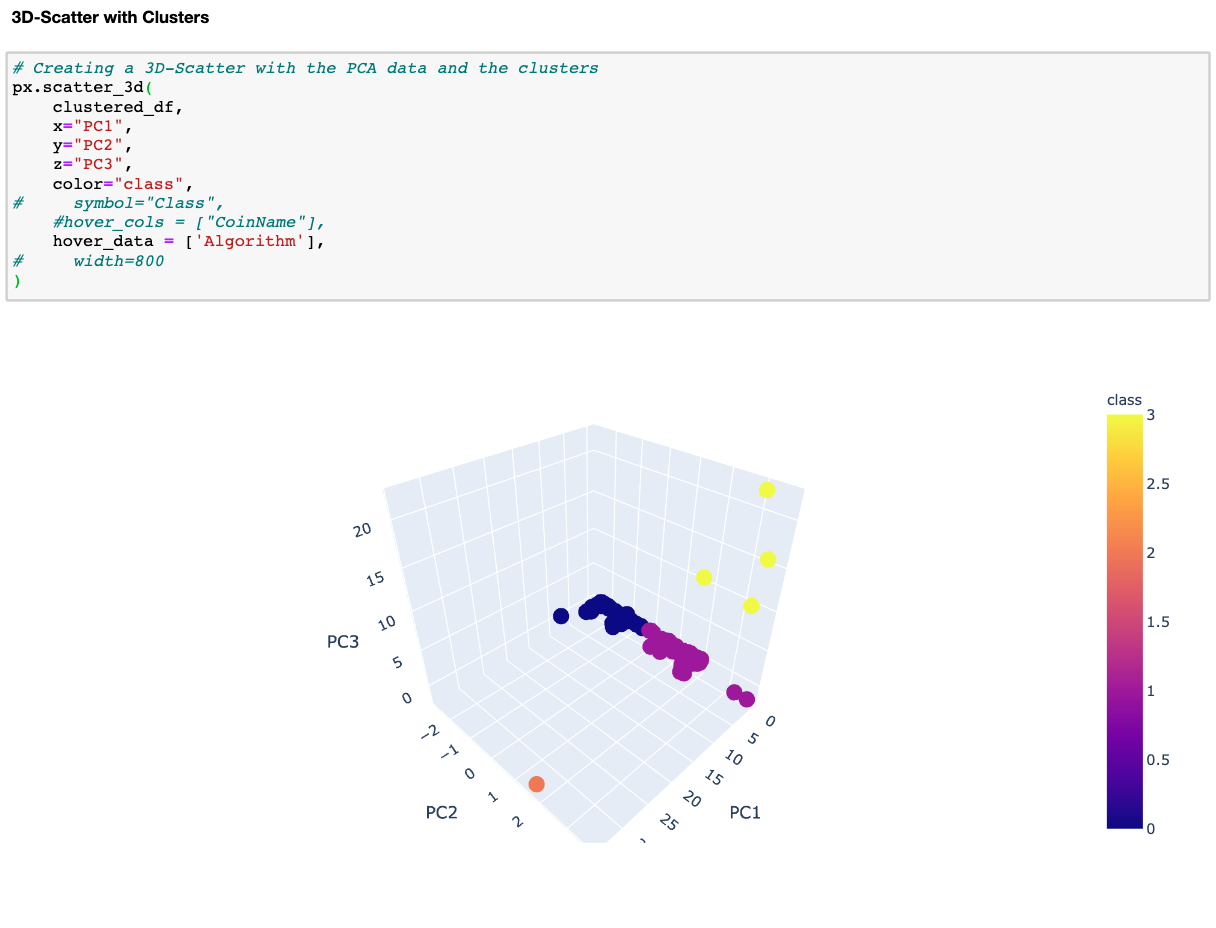 3D-Scatter with Clusters
# Creating a 3D-Scatter with the PCA data and the clusters
px.scatter_3d(
    clustered_df,
    x="PC1",
    y="PC2",
    z="PC3",
    color="class",
#     symbol="Class",
    #hover_cols = ["CoinName"],
    hover_data = ['Algorithm'],
#     width=800
)
class
3
2.5
2
1.5
1
0.5
0
20
15
10
5
0
PC3
−2
−1
0
1
2
PC2
0
5
10
15
20
25
PC1